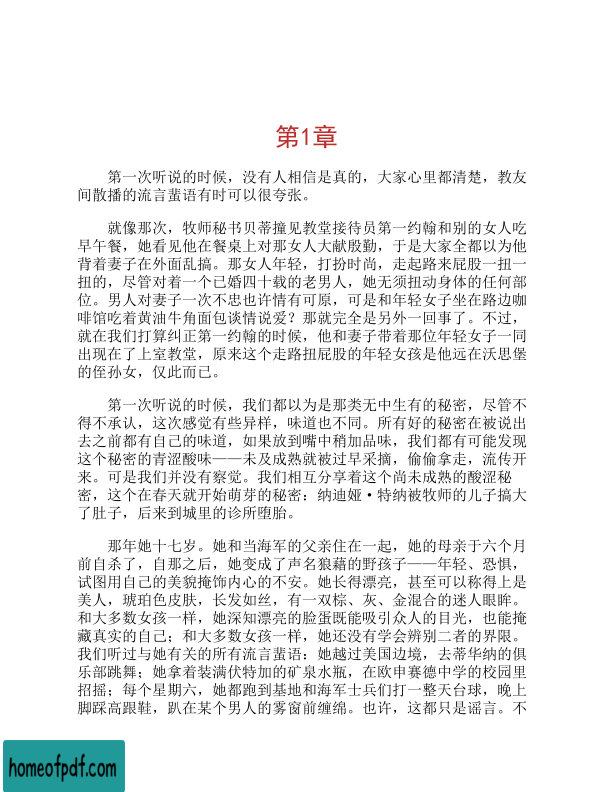 第1章
第一次听说的时候，没有人相信是真的，大家心里都清楚，教友
间散播的流言蜚语有时可以很夸张。
就像那次，牧师秘书贝蒂撞见教堂接待员第一约翰和别的女人吃
早午餐，她看见他在餐桌上对那女人大献殷勤，于是大家全都以为他
背着妻子在外面乱搞。那女人年轻，打扮时尚，走起路来屁股一扭一
扭的，尽管对着一个已婚四十载的老男人，她无须扭动身体的任何部
位。男人对妻子一次不忠也许情有可原，可是和年轻女子坐在路边咖
啡馆吃着黄油牛角面包谈情说爱？那就完全是另外一回事了。不过，
就在我们打算纠正第一约翰的时候，他和妻子带着那位年轻女子一同
出现在了上室教堂，原来这个走路扭屁股的年轻女孩是他远在沃思堡
的侄孙女，仅此而已。
第一次听说的时候，我们都以为是那类无中生有的秘密，尽管不
得不承认，这次感觉有些异样，味道也不同。所有好的秘密在被说出
去之前都有自己的味道，如果放到嘴中稍加品味，我们都有可能发现
这个秘密的青涩酸味——未及成熟就被过早采摘，偷偷拿走，流传开
来。可是我们并没有察觉。我们相互分享着这个尚未成熟的酸涩秘
密，这个在春天就开始萌芽的秘密：纳迪娅·特纳被牧师的儿子搞大
了肚子，后来到城里的诊所堕胎。
那年她十七岁。她和当海军的父亲住在一起，她的母亲于六个月
前自杀了，自那之后，她变成了声名狼藉的野孩子——年轻、恐惧，
试图用自己的美貌掩饰内心的不安。她长得漂亮，甚至可以称得上是
美人，琥珀色皮肤，长发如丝，有一双棕、灰、金混合的迷人眼眸。
和大多数女孩一样，她深知漂亮的脸蛋既能吸引众人的目光，也能掩
藏真实的自己；和大多数女孩一样，她还没有学会辨别二者的界限。
我们听过与她有关的所有流言蜚语：她越过美国边境，去蒂华纳的俱
乐部跳舞；她拿着装满伏特加的矿泉水瓶，在欧申赛德中学的校园里
招摇；每个星期六，她都跑到基地和海军士兵们打一整天台球，晚上
脚踩高跟鞋，趴在某个男人的雾窗前缠绵。也许，这都只是谣言。不
homeofpdf.com